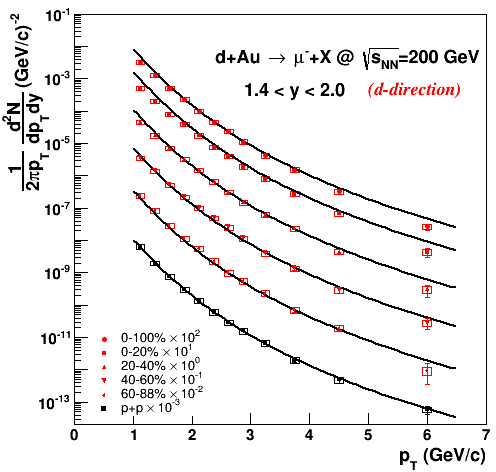 d+Au → μ⁻+X @ √s_NN=200 GeV
1.4 < y < 2.0 (d-direction)
1/2πp_T d²N/dp_Tdy (GeV/c)⁻²
10⁻¹
10⁻³
10⁻⁵
10⁻⁷
10⁻⁹
10⁻¹¹
10⁻¹³
0-100% × 10²
0-20% × 10¹
20-40% × 10⁰
40-60% × 10⁻¹
60-88% × 10⁻²
p+p × 10⁻³
0 1 2 3 4 5 6 7
p_T (GeV/c)